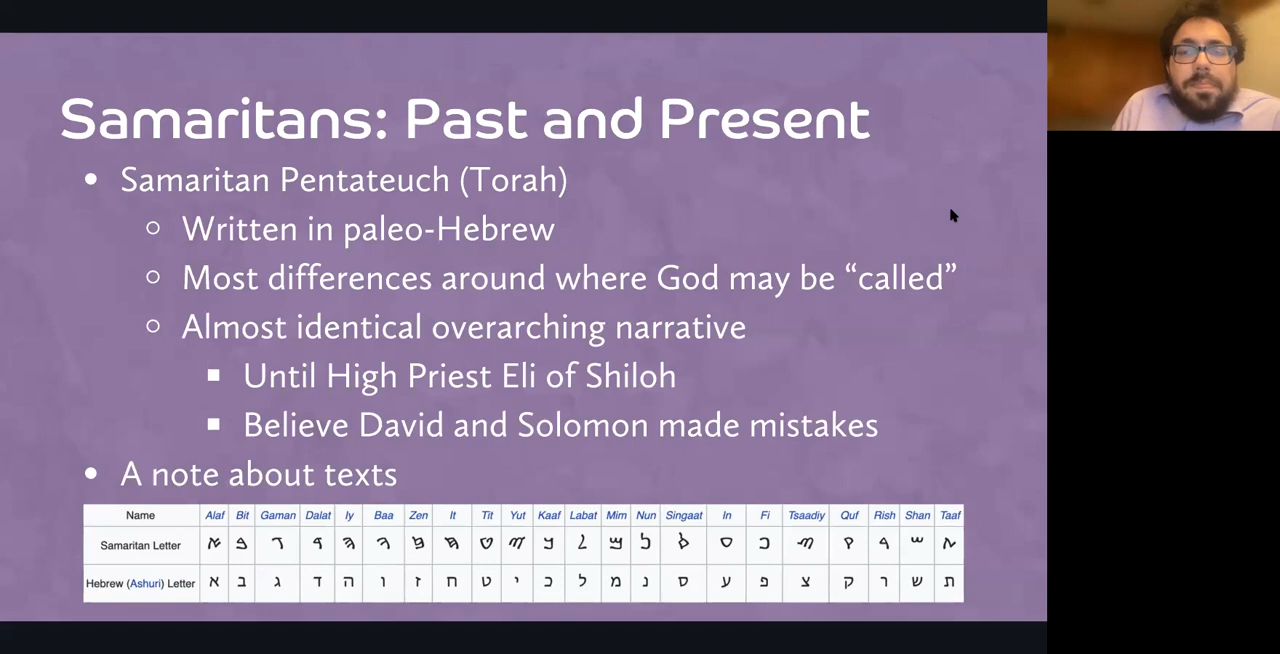 Samaritans: Past and Present
• Samaritan Pentateuch (Torah)
○ Written in paleo-Hebrew
○ Most differences around where God may be “called”
○ Almost identical overarching narrative
■ Until High Priest Eli of Shiloh
■ Believe David and Solomon made mistakes
• A note about texts
Name Alaf Bit Gaman Dalat Iy Baa Zen It Tit Yut Kaaf Labat Mim Nun Singaat In Fi Tsaadiy Quf Rish Shan Taaf
Samaritan Letter ࠀ ࠁ ࠂ ࠃ ࠄ ࠅ ࠆ ࠇ ࠈ ࠉ ࠊ ࠋ ࠌ ࠍ ࠎ ࠏ ࠐ ࠑ ࠒ ࠓ ࠔ ࠕ
Hebrew (Ashuri) Letter א ב ג ד ה ו ז ח ט י כ ל מ נ ס ע פ צ ק ר ש ת